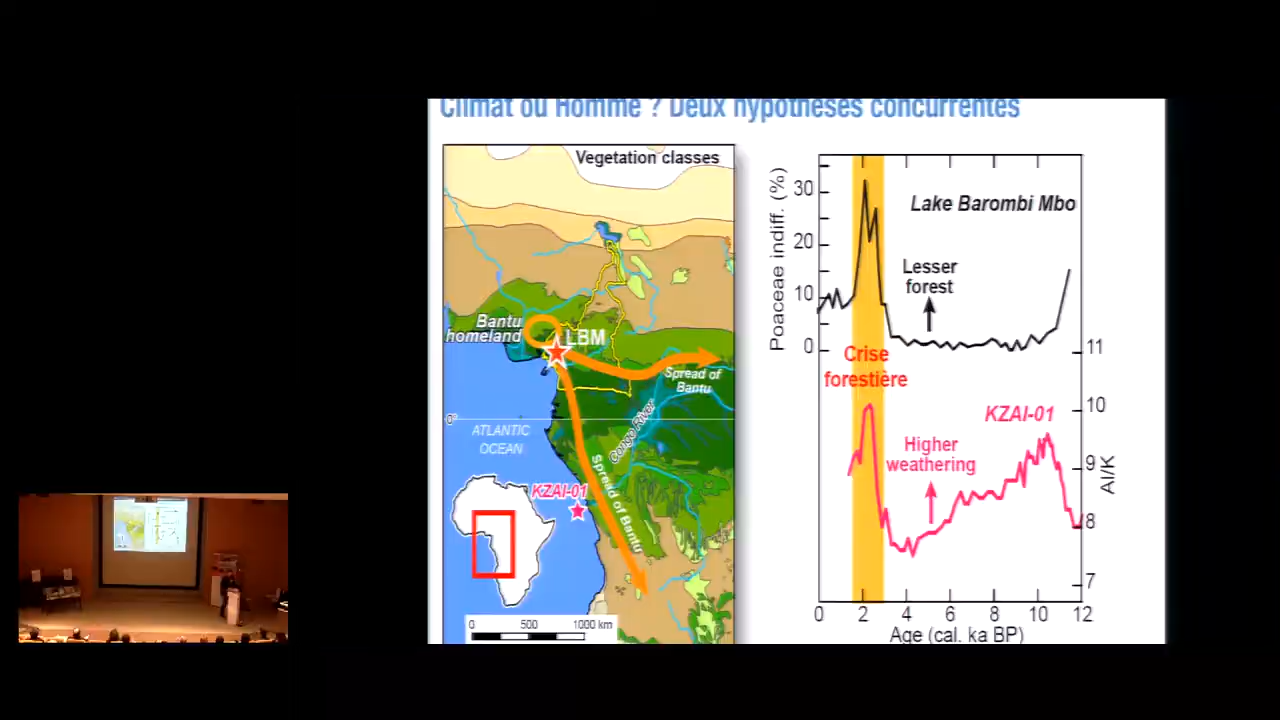 Climat ou Homme ? Deux hypothèses concurrentes
Vegetation classes
Bantu
homeland
LBM
Spread of
Bantu
0°
ATLANTIC
OCEAN
Congo River
KZAI-01
Spread of Bantu
0 500 1000 km
Poaceae indiff. (%)
30
20
10
0
Lake Barombi Mbo
Lesser
forest
Crise
forestière
KZAI-01
Higher
weathering
11
10
9
8
7
Al/K
0 2 4 6 8 10 12
Age (cal. ka BP)